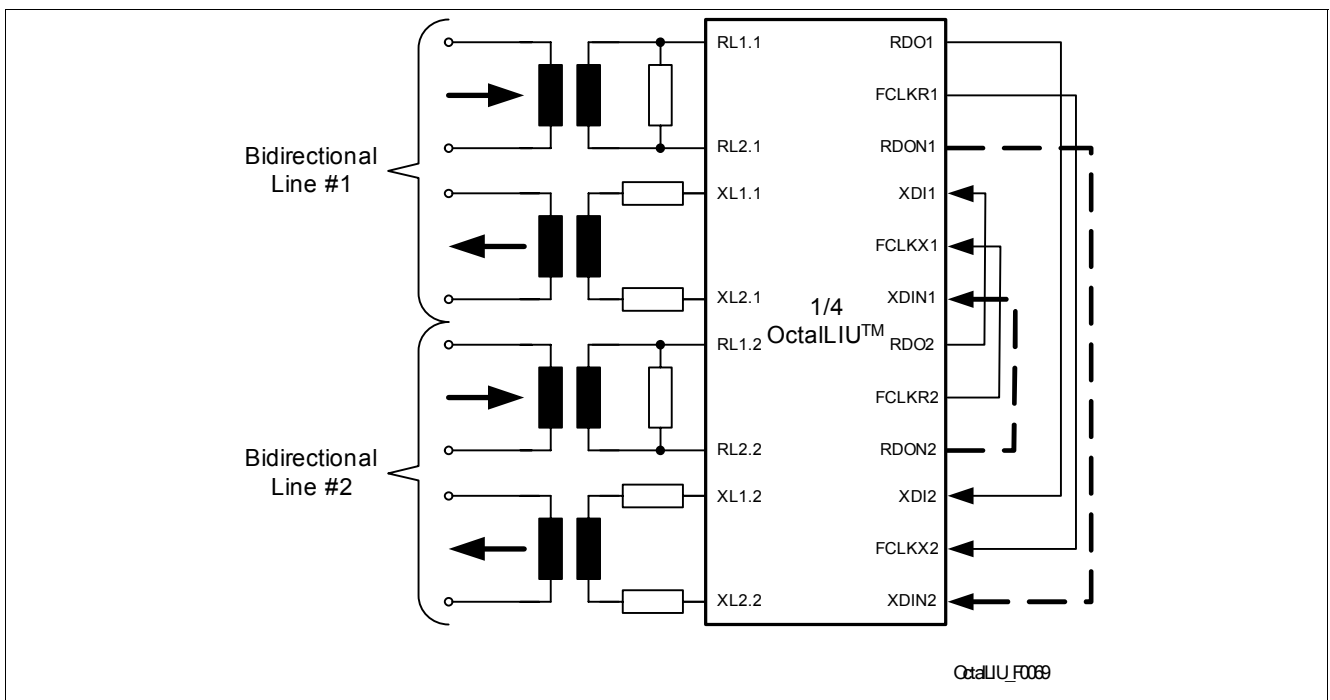 Bidirectional
Line #1
Bidirectional
Line #2
RL1.1
RL2.1
XL1.1
XL2.1
RL1.2
RL2.2
XL1.2
XL2.2
1/4
OctalLIU™
RDO1
FCLKR1
RDON1
XDI1
FCLKX1
XDIN1
RDO2
FCLKR2
RDON2
XDI2
FCLKX2
XDIN2
OctalLIU_F0069